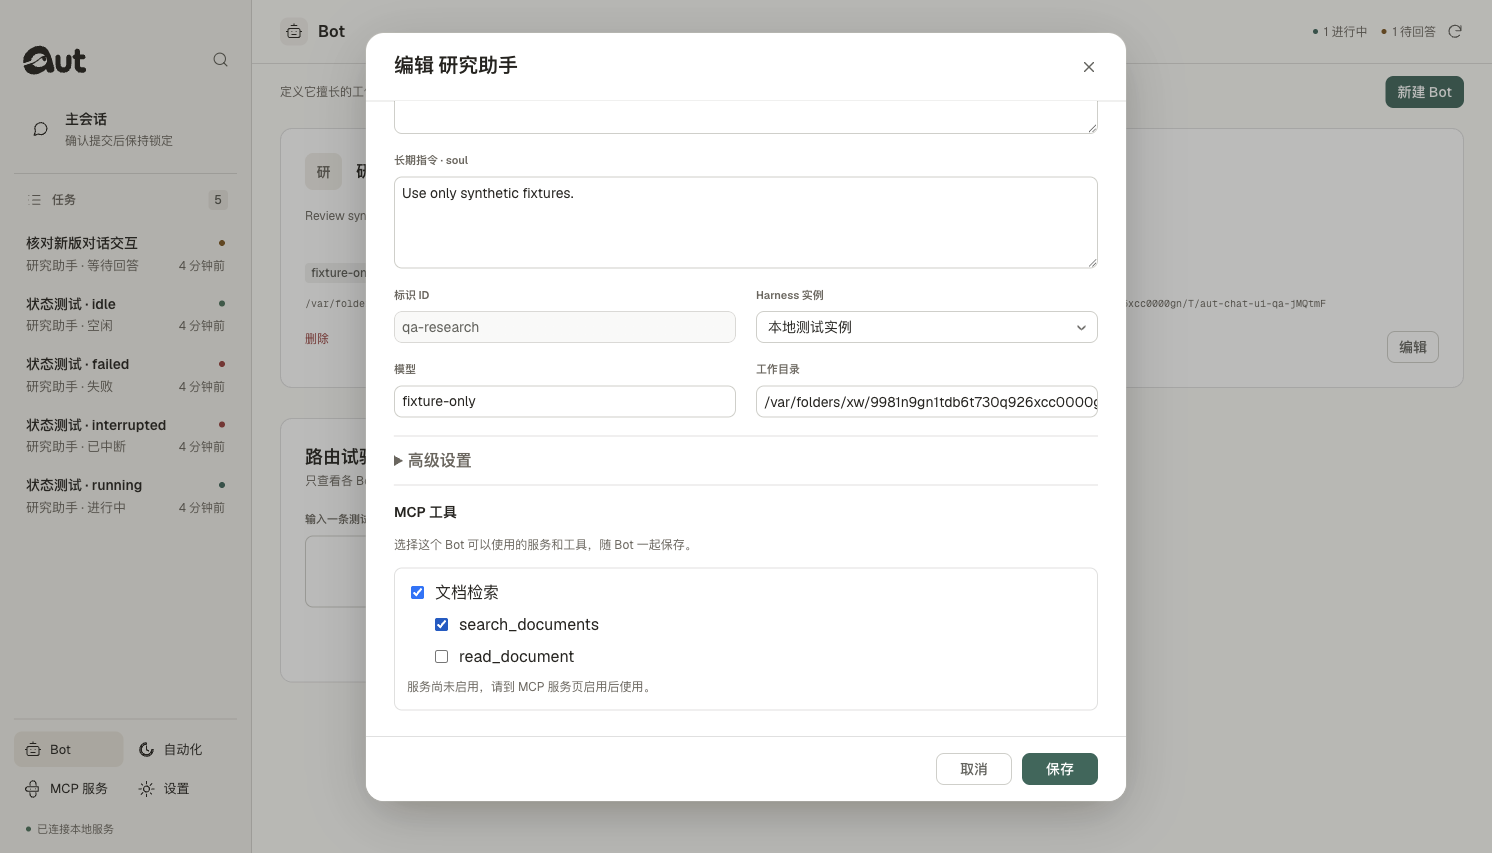 Aut
主会话
确认提交后保持锁定
任务
5
核对新版对话交互
研究助手 · 等待回答
4 分钟前
状态测试 · idle
研究助手 · 空闲
4 分钟前
状态测试 · failed
研究助手 · 失败
4 分钟前
状态测试 · interrupted
研究助手 · 已中断
4 分钟前
状态测试 · running
研究助手 · 进行中
4 分钟前
Bot
自动化
MCP 服务
设置
已连接本地服务
Bot
1 进行中
1 待回答
定义它擅长的工
新建 Bot
研
Review syn
fixture-on
/var/folde
xcc0000gn/T/aut-chat-ui-qa-jMQtmF
删除
编辑
路由试
只查看各 B
输入一条测试
编辑 研究助手
长期指令 · soul
Use only synthetic fixtures.
标识 ID
Harness 实例
qa-research
本地测试实例
模型
工作目录
fixture-only
/var/folders/xw/9981n9gn1tdb6t730q926xcc0000g
高级设置
MCP 工具
选择这个 Bot 可以使用的服务和工具，随 Bot 一起保存。
文档检索
search_documents
read_document
服务尚未启用，请到 MCP 服务页启用后使用。
取消
保存